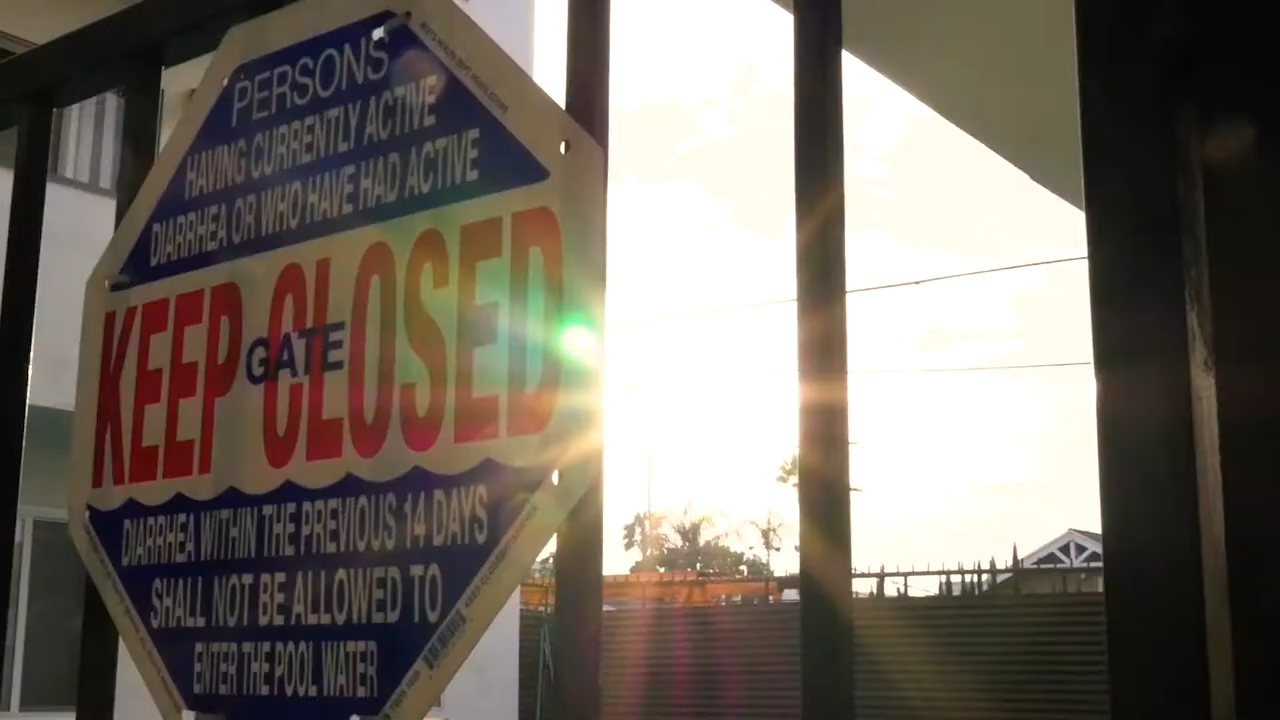 PERSONS
HAVING CURRENTLY ACTIVE
DIARRHEA OR WHO HAVE HAD ACTIVE
KEEP CLOSED
GATE
DIARRHEA WITHIN THE PREVIOUS 14 DAYS
SHALL NOT BE ALLOWED TO
ENTER THE POOL WATER